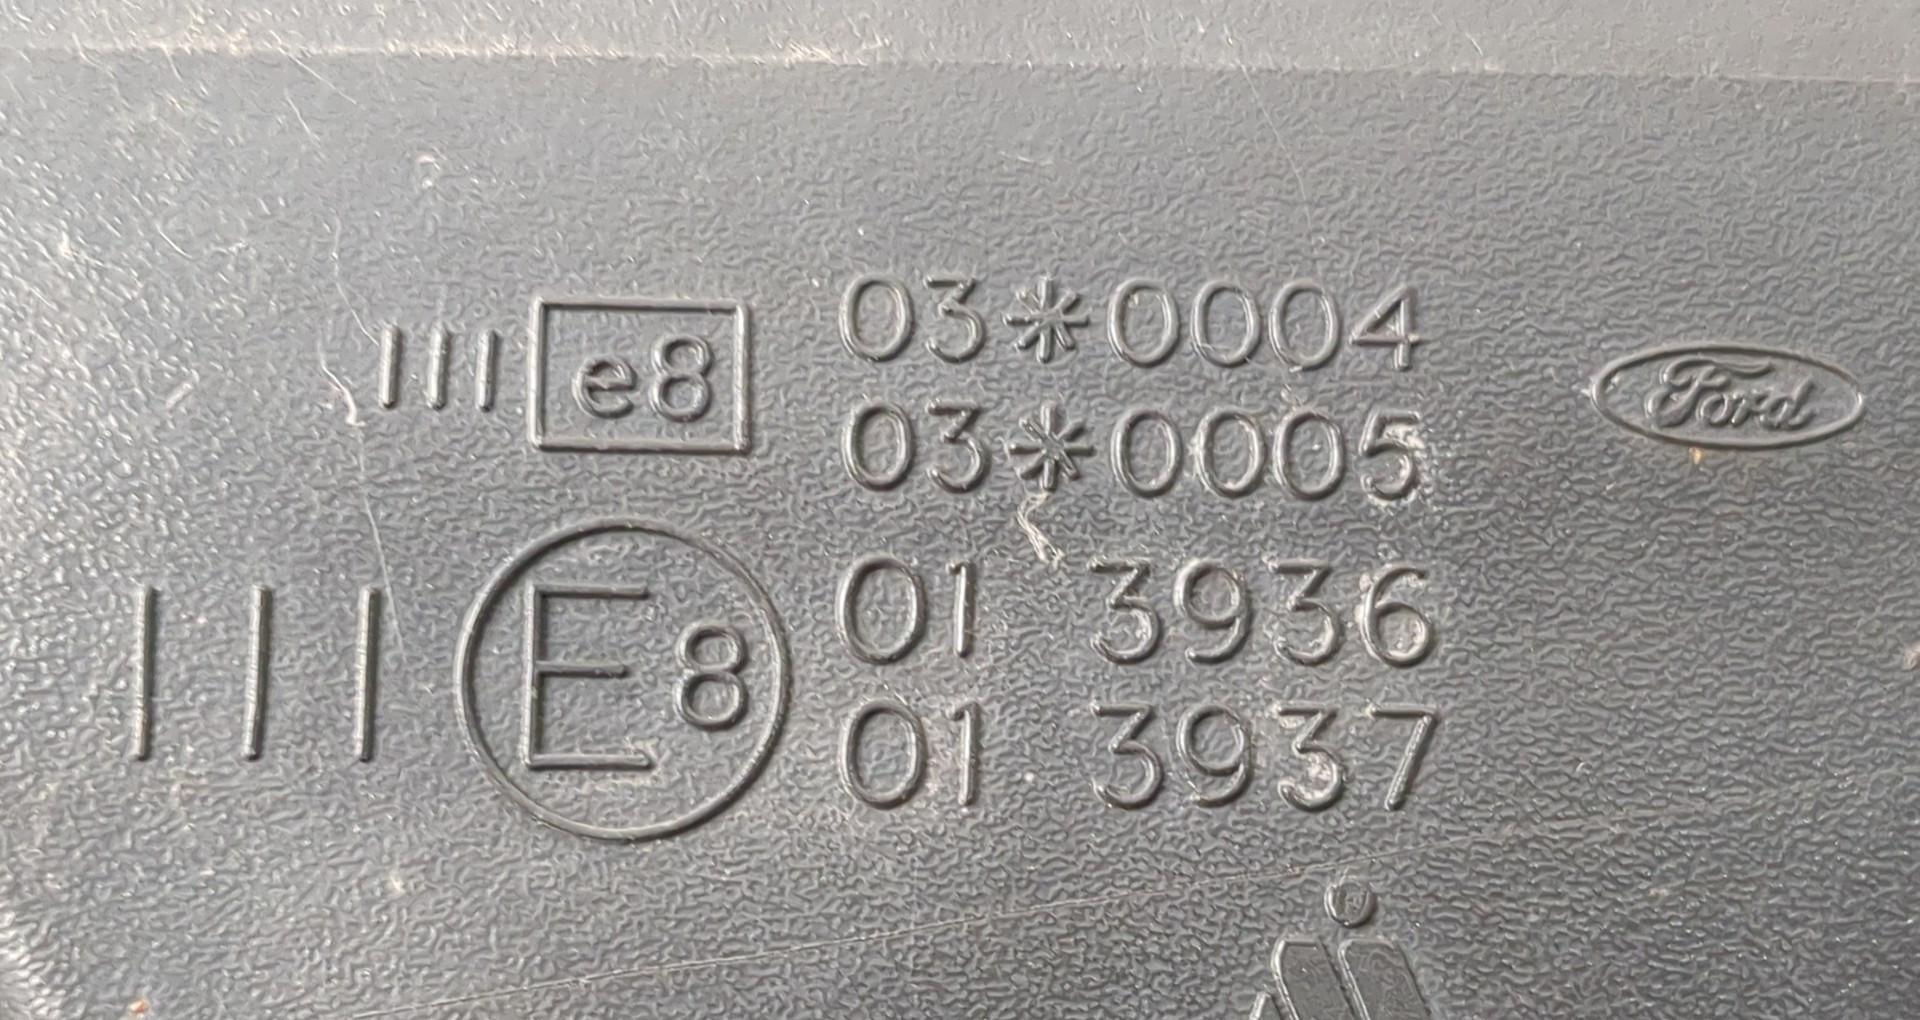 III e8 03*0004
03*0005
Ford
III E8 01 3936
01 3937